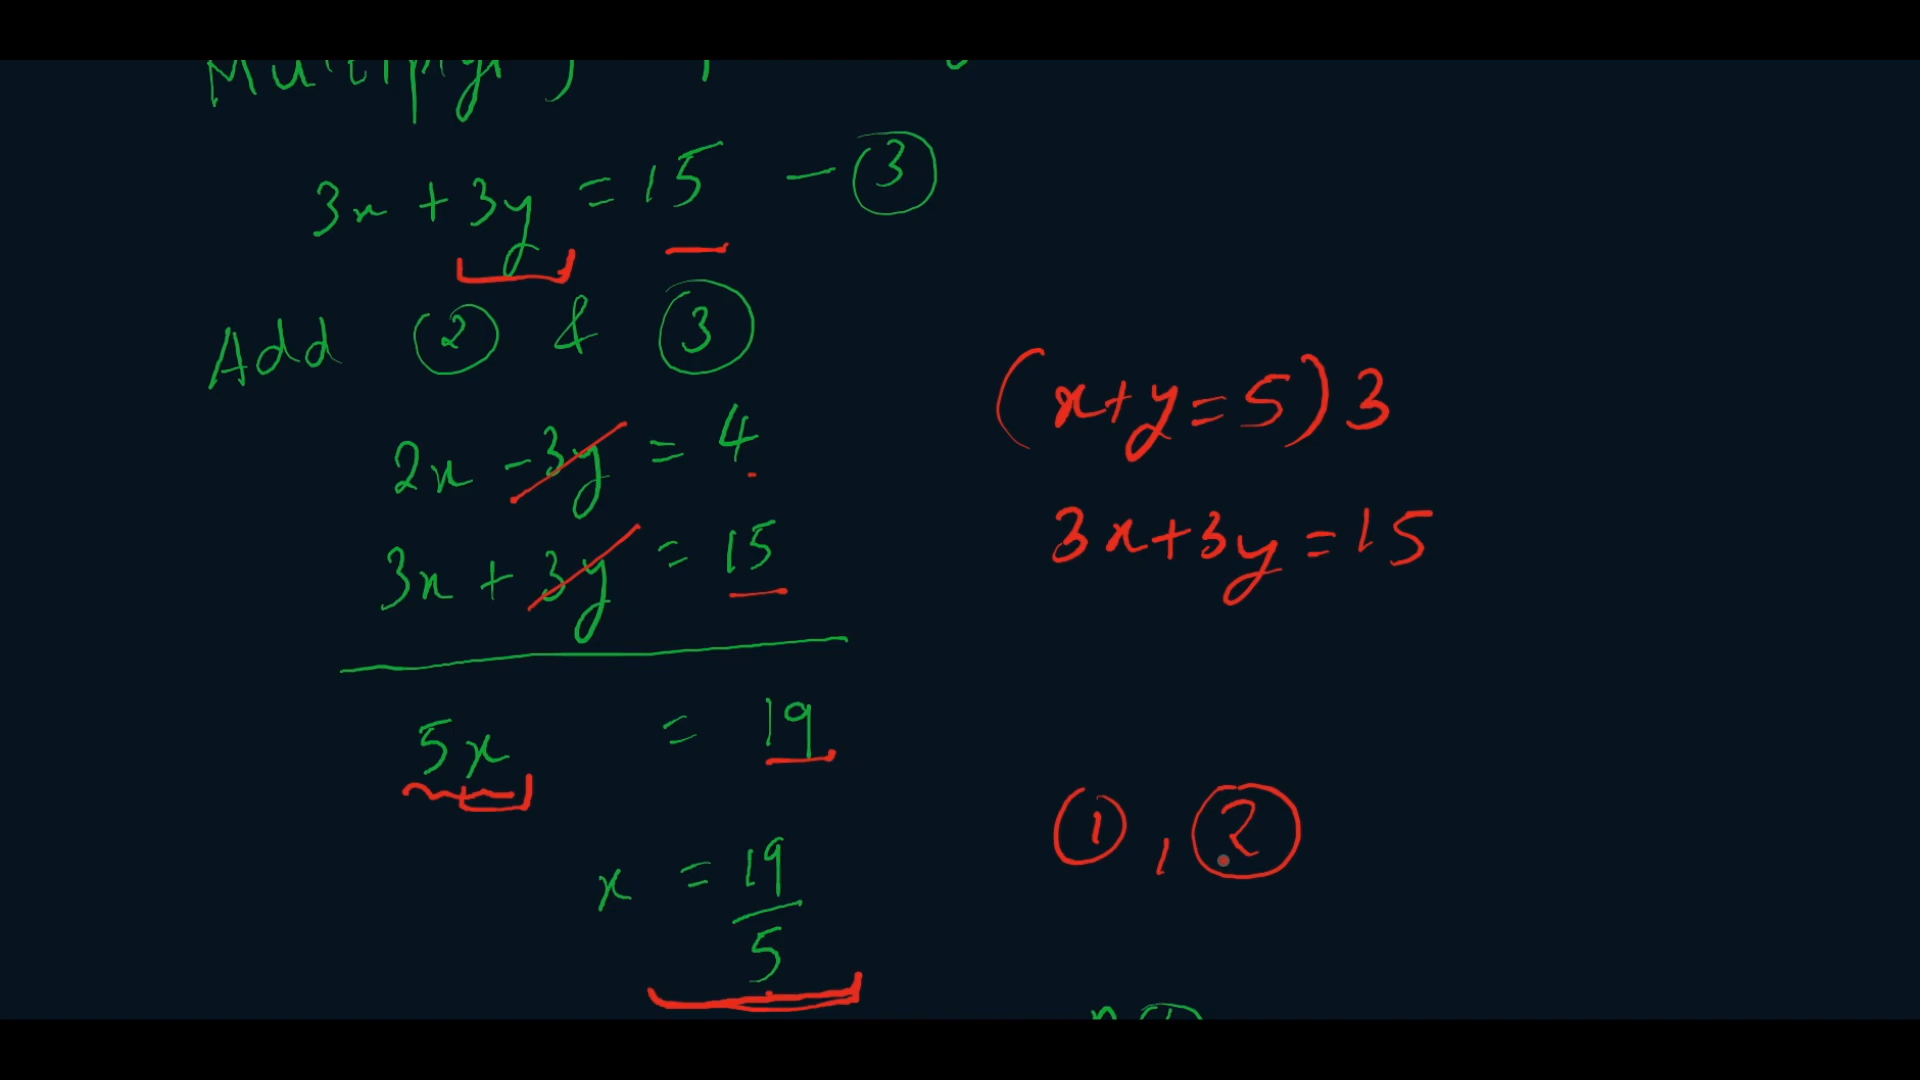 3x + 3y = 15 — ③
Add ② & ③
2x - 3y = 4
3x + 3y = 15
5x = 19
x = 19/5
(x+y=5)3
3x+3y=15
①, ②